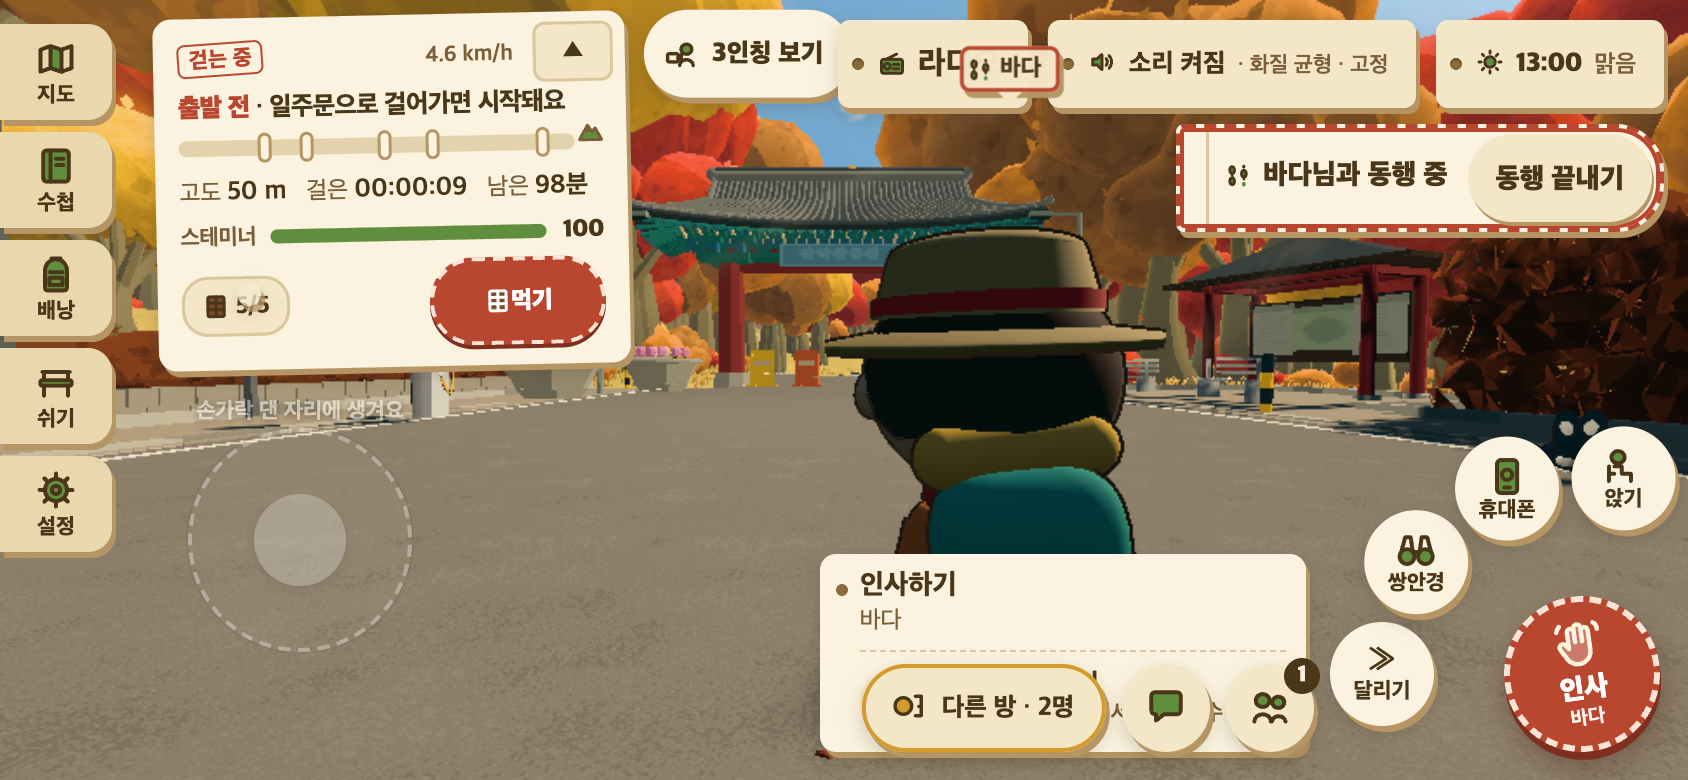 지도
수첩
배낭
쉬기
설정
걷는 중
4.6 km/h
출발 전 · 일주문으로 걸어가면 시작돼요
고도 50 m 걸은 00:00:09 남은 98분
스테미너 100
5/5
먹기
3인칭 보기
바다
소리 켜짐 · 화질 균형 · 고정
13:00 맑음
바다님과 동행 중
동행 끝내기
손가락 댄 자리에 생겨요
휴대폰
앉기
쌍안경
달리기
인사
바다
인사하기
바다
다른 방 · 2명
1